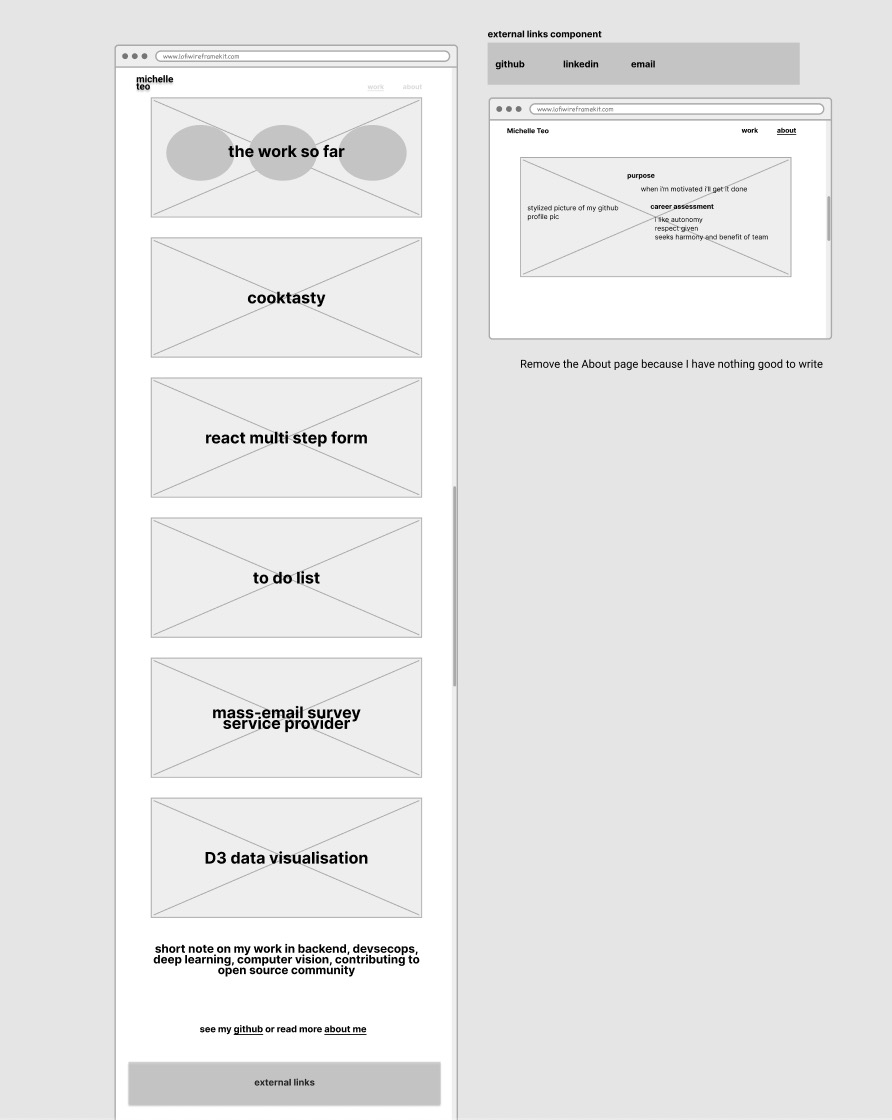 www.lofiwireframekit.com
michelle
teo
work about
the work so far
cooktasty
react multi step form
to do list
mass-email survey
service provider
D3 data visualisation
short note on my work in backend, devsecops,
deep learning, computer vision, contributing to
open source community
see my github or read more about me
external links
external links component
github linkedin email
www.lofiwireframekit.com
Michelle Teo work about
purpose
when i'm motivated i'll get it done
stylized picture of my github
profile pic
career assessment
i like autonomy
respect given
seeks harmony and benefit of team
Remove the About page because I have nothing good to write